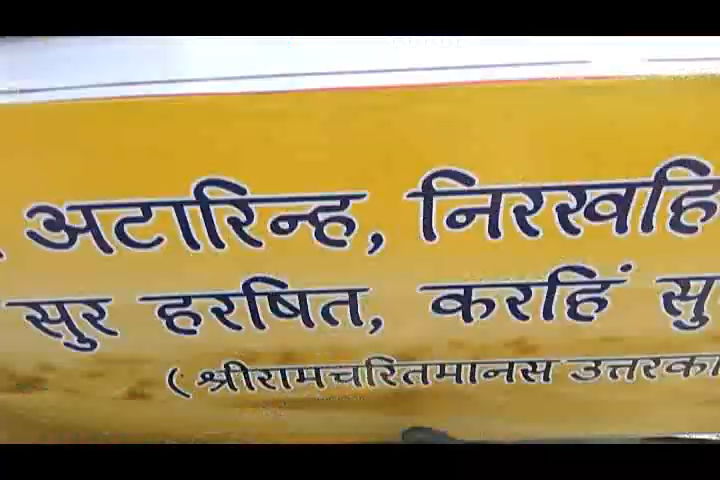 अटारिन्ह, निरखहि
सुर हरषित, करहिं सु
(श्रीरामचरितमानस उत्तरका